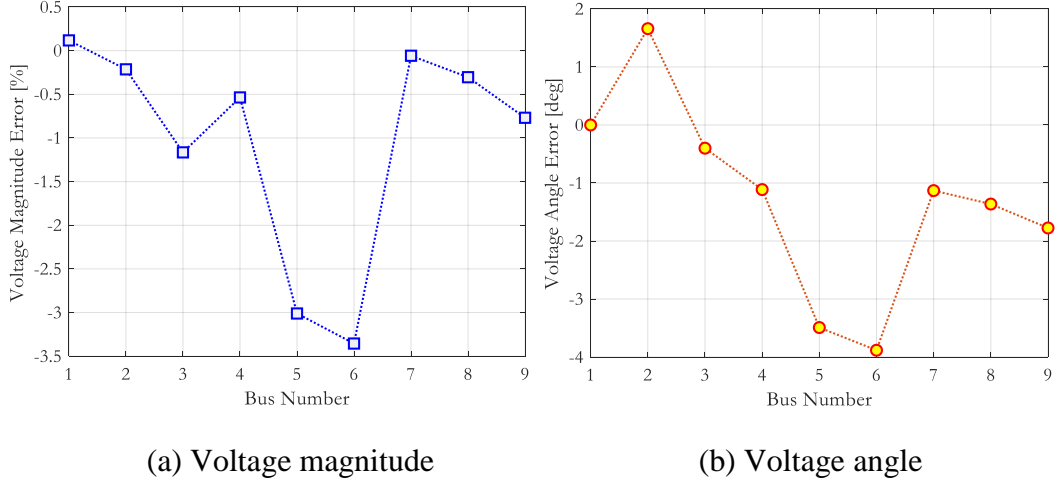 0.5
0
-0.5
-1
-1.5
-2
-2.5
-3
-3.5
Voltage Magnitude Error [%]
1 2 3 4 5 6 7 8 9
Bus Number
(a) Voltage magnitude
2
1
0
-1
-2
-3
-4
Voltage Angle Error [deg]
1 2 3 4 5 6 7 8 9
Bus Number
(b) Voltage angle